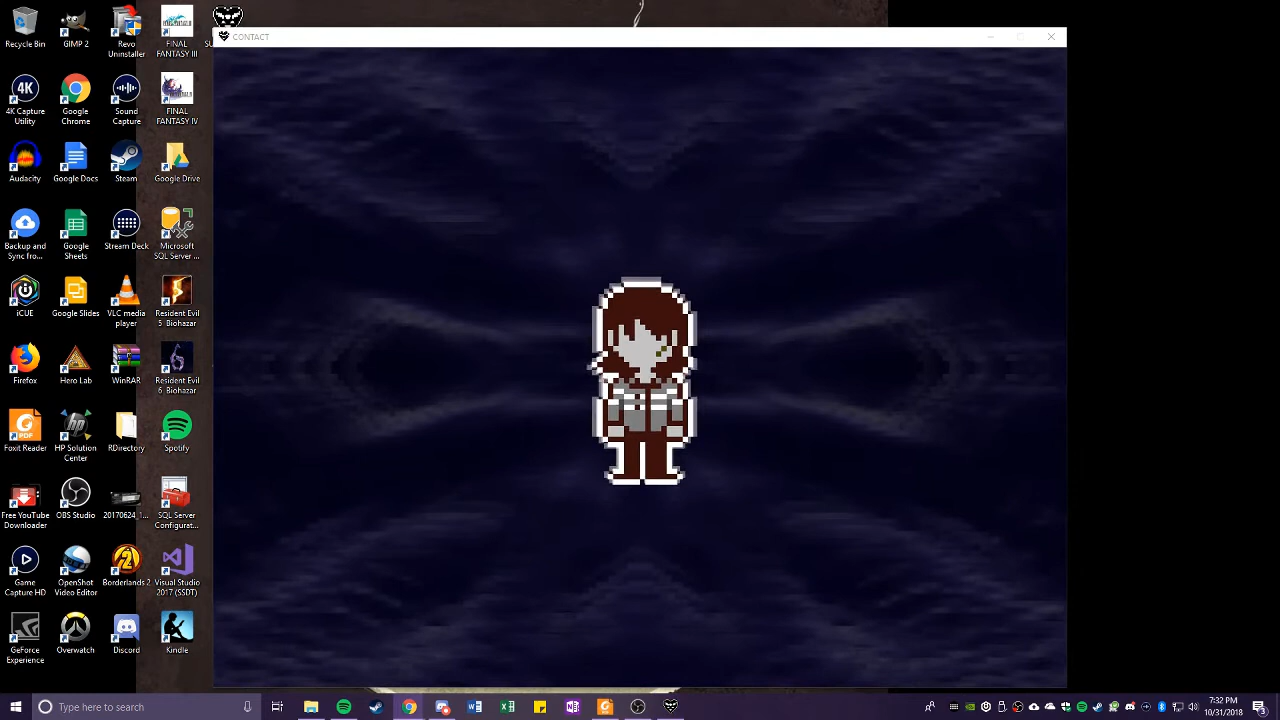 CONTACT
Recycle Bin
GIMP 2
Revo
Uninstaller
FINAL
FANTASY III
4K Capture
Utility
Google
Chrome
Sound
Capture
FINAL
FANTASY IV
Audacity
Google Docs
Steam
Google Drive
Backup and
Sync fro...
Google
Sheets
Stream Deck
Microsoft
SQL Server ...
iCUE
Google Slides
VLC media
player
Resident Evil
5 Biohazar
Firefox
Hero Lab
WinRAR
Resident Evil
6 Biohazar
Foxit Reader
HP Solution
Center
RDirectory
Spotify
Free YouTube
Downloader
OBS Studio
20170624_1...
SQL Server
Configurat...
Game
Capture HD
OpenShot
Video Editor
Borderlands 2
Visual Studio
2017 (SSDT)
GeForce
Experience
Overwatch
Discord
Kindle
Type here to search
7:32 PM
10/31/2018